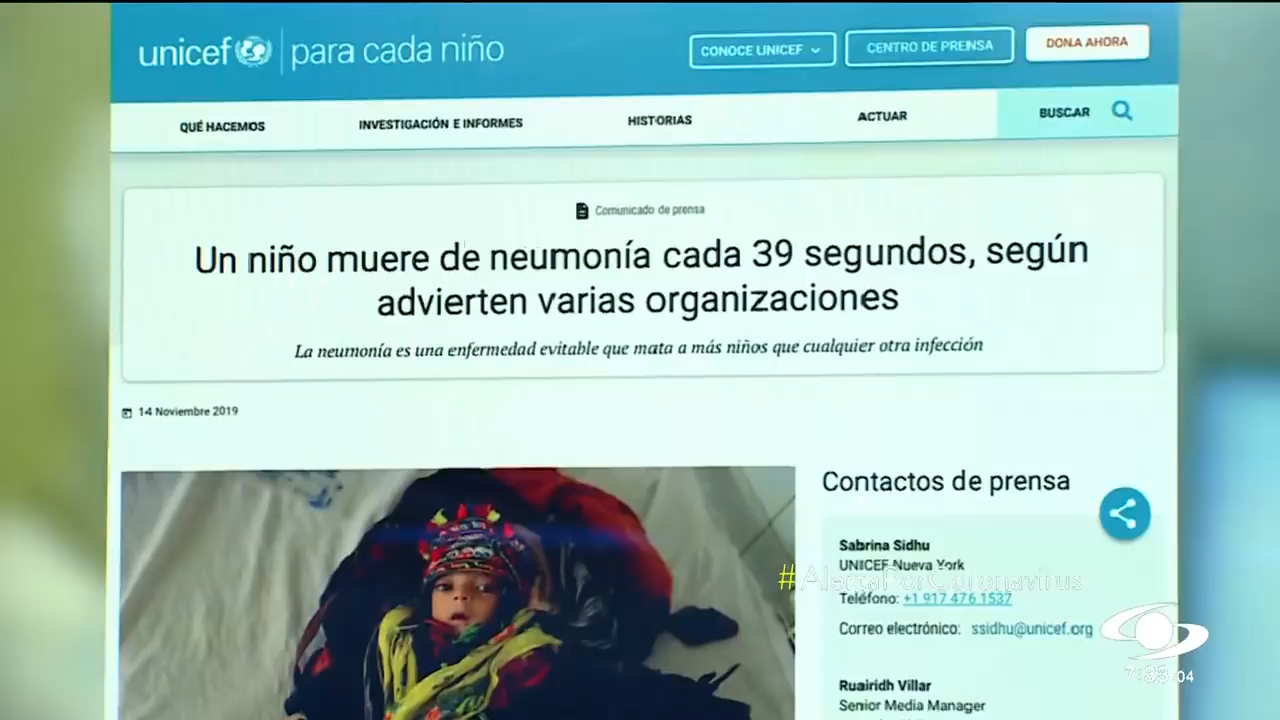 unicef para cada niño
CONOCE UNICEF
CENTRO DE PRENSA
DONA AHORA
QUÉ HACEMOS
INVESTIGACIÓN E INFORMES
HISTORIAS
ACTUAR
BUSCAR
Comunicado de prensa
Un niño muere de neumonía cada 39 segundos, según
advierten varias organizaciones
La neumonía es una enfermedad evitable que mata a más niños que cualquier otra infección
14 Noviembre 2019
Contactos de prensa
Sabrina Sidhu
UNICEF Nueva York
#AlertaPorCoronavirus
Teléfono: +1 917 476 1537
Correo electrónico: ssidhu@unicef.org
Ruairidh Villar
Senior Media Manager